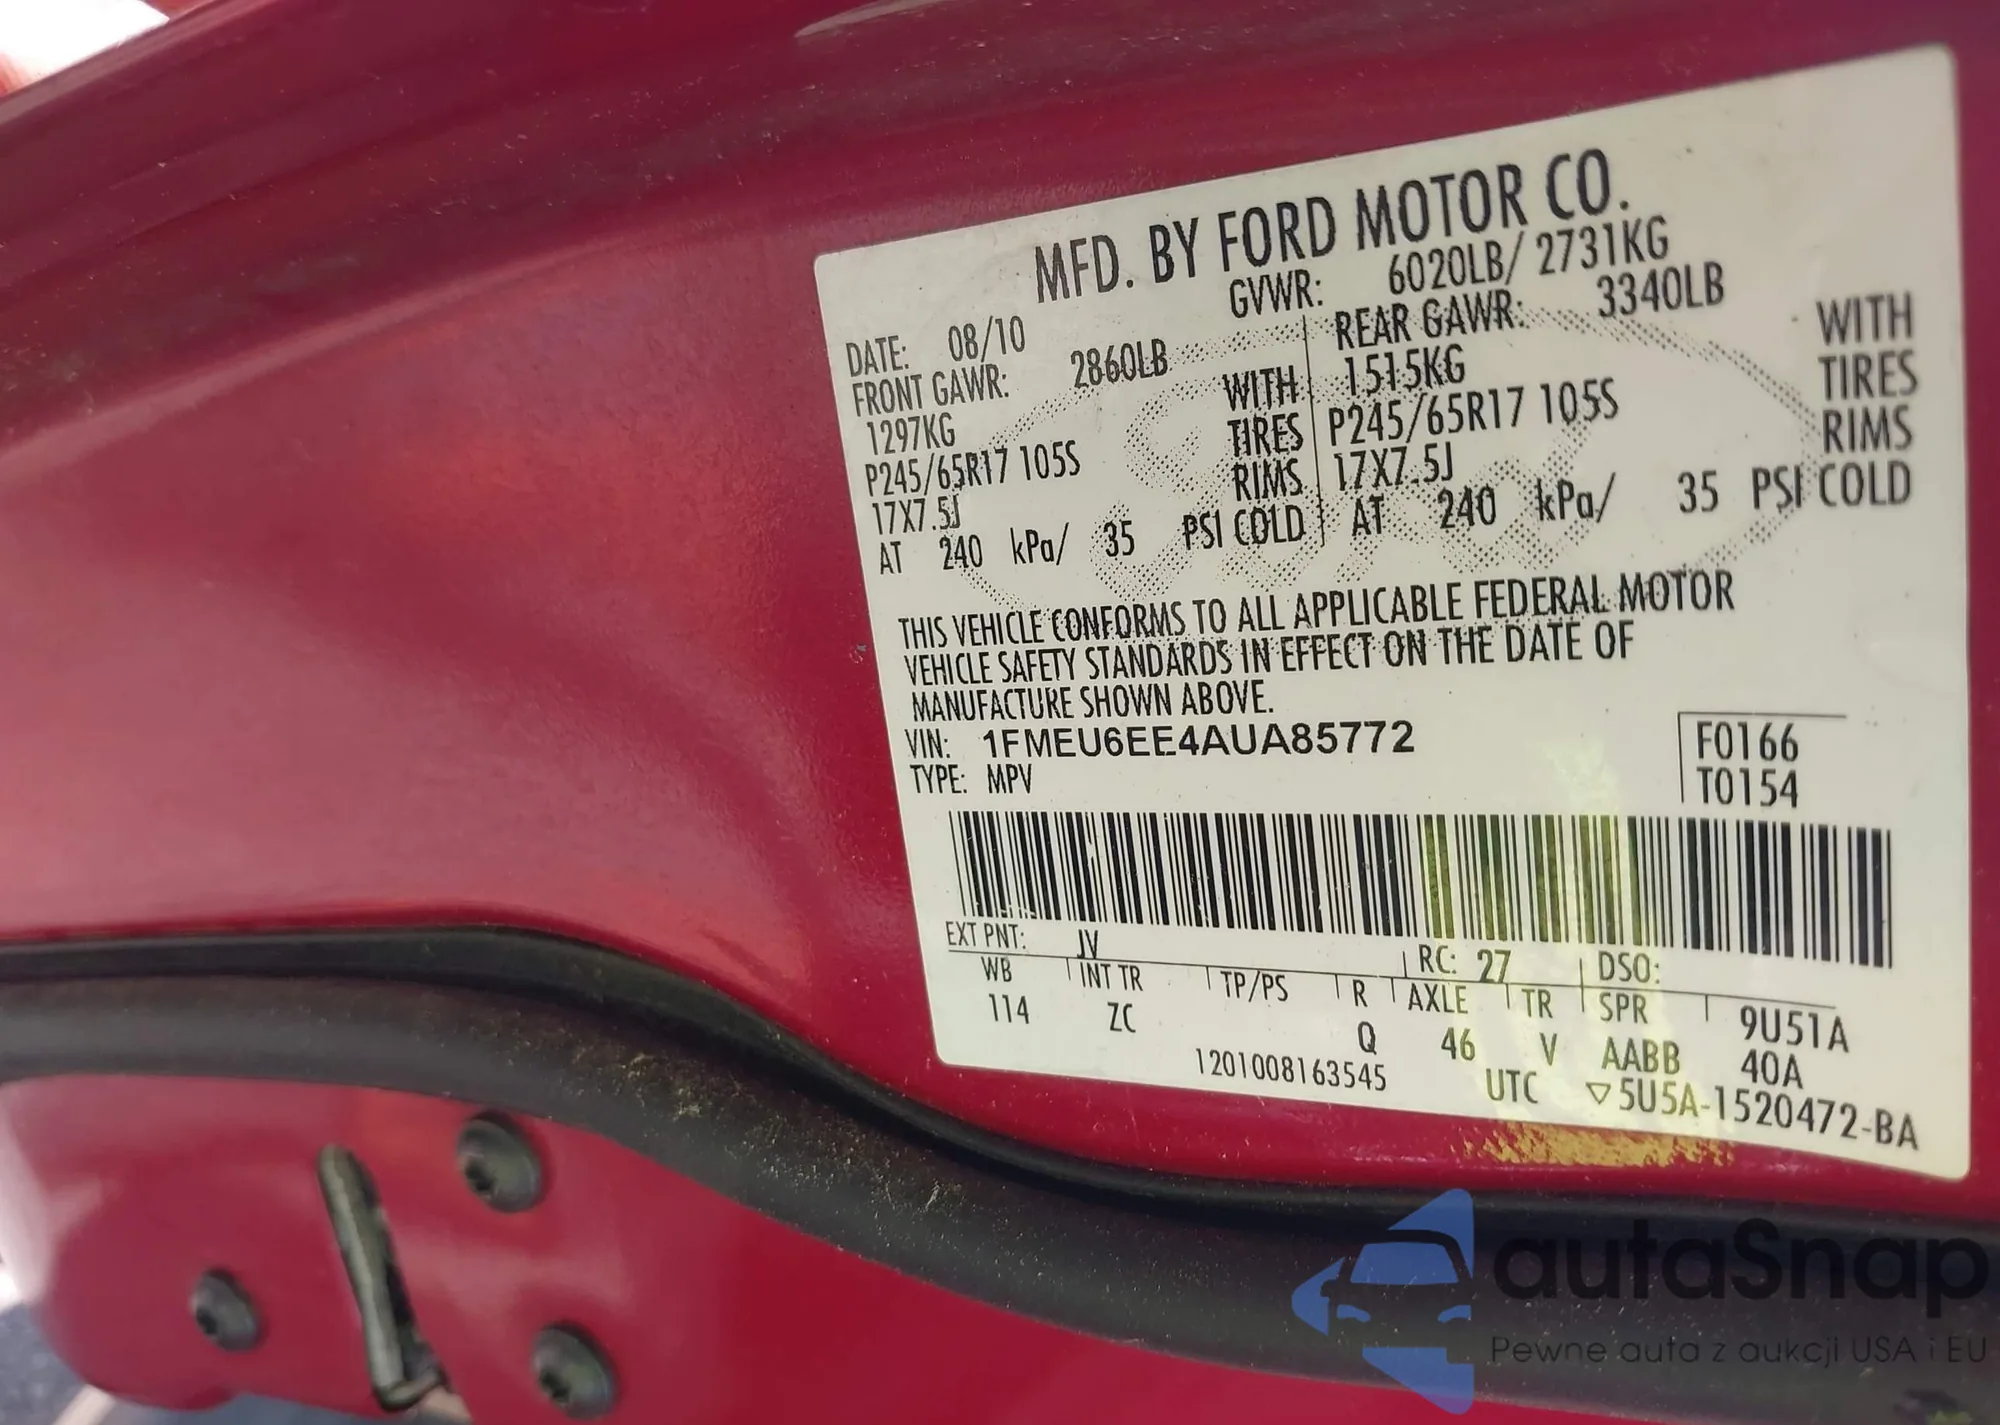 MFD. BY FORD MOTOR CO.
DATE: 08/10 GVWR: 6020LB/ 2731KG
FRONT GAWR: 2860LB REAR GAWR: 3340LB
1297KG WITH 1515KG WITH
P245/65R17 105S TIRES P245/65R17 105S TIRES
17X7.5J RIMS 17X7.5J RIMS
AT 240 kPa/ 35 PSI COLD AT 240 kPa/ 35 PSI COLD
THIS VEHICLE CONFORMS TO ALL APPLICABLE FEDERAL MOTOR
VEHICLE SAFETY STANDARDS IN EFFECT ON THE DATE OF
MANUFACTURE SHOWN ABOVE.
VIN: 1FMEU6EE4AUA85772 F0166
TYPE: MPV T0154
EXT PNT: JV RC: 27 DSO:
WB INT TR TP/PS R AXLE TR SPR 9U51A
114 ZC Q 46 V AABB 40A
1201008163545 UTC ▽5U5A-1520472-BA
autaSnap
Pewne auta z aukcji USA i EU